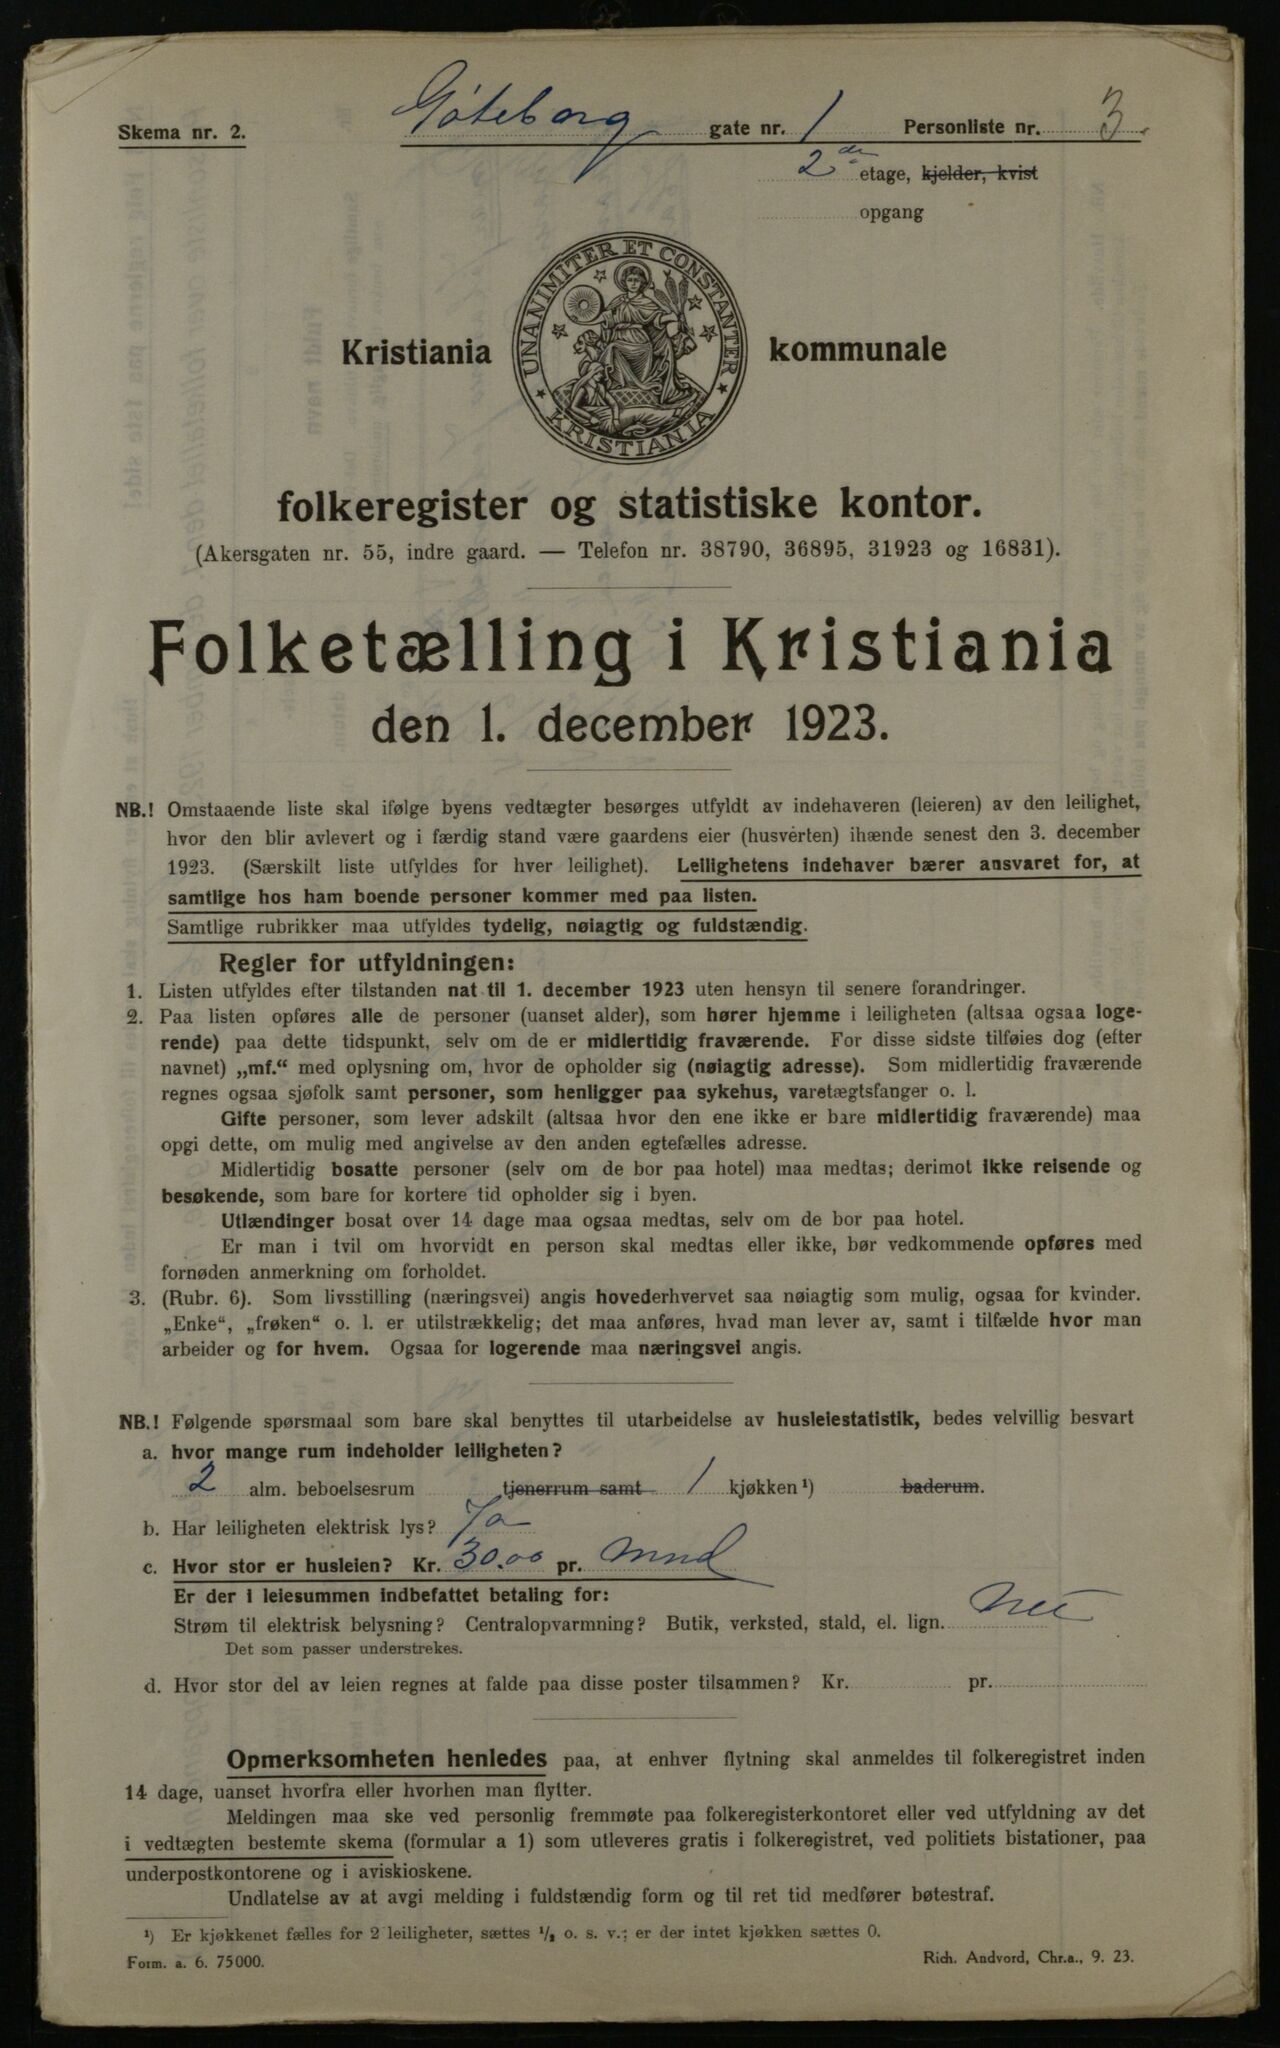 Skema nr. 2.
Göteborg gate nr. 1 Personliste nr. 3.
2de etage, kjelder, kvist
opgang
UNANIMITER ET CONSTANTER
KRISTIANIA
Kristiania kommunale
folkeregister og statistiske kontor.
(Akersgaten nr. 55, indre gaard. — Telefon nr. 38790, 36895, 31923 og 16831).
Folketælling i Kristiania
den 1. december 1923.
NB.! Omstaaende liste skal ifølge byens vedtægter besørges utfyldt av indehaveren (leieren) av den leilighet,
hvor den blir avlevert og i færdig stand være gaardens eier (husverten) ihænde senest den 3. december
1923. (Særskilt liste utfyldes for hver leilighet). Leilighetens indehaver bærer ansvaret for, at
samtlige hos ham boende personer kommer med paa listen.
Samtlige rubrikker maa utfyldes tydelig, nøiagtig og fuldstændig.
Regler for utfyldningen:
1. Listen utfyldes efter tilstanden nat til 1. december 1923 uten hensyn til senere forandringer.
2. Paa listen opføres alle de personer (uanset alder), som hører hjemme i leiligheten (altsaa ogsaa loge-
rende) paa dette tidspunkt, selv om de er midlertidig fraværende. For disse sidste tilføies dog (efter
navnet) „mf.“ med oplysning om, hvor de opholder sig (nøiagtig adresse). Som midlertidig fraværende
regnes ogsaa sjøfolk samt personer, som henligger paa sykehus, varetægtsfanger o. l.
Gifte personer, som lever adskilt (altsaa hvor den ene ikke er bare midlertidig fraværende) maa
opgi dette, om mulig med angivelse av den anden egtefælles adresse.
Midlertidig bosatte personer (selv om de bor paa hotel) maa medtas; derimot ikke reisende og
besøkende, som bare for kortere tid opholder sig i byen.
Utlændinger bosat over 14 dage maa ogsaa medtas, selv om de bor paa hotel.
Er man i tvil om hvorvidt en person skal medtas eller ikke, bør vedkommende opføres med
fornøden anmerkning om forholdet.
3. (Rubr. 6). Som livsstilling (næringsvei) angis hovederhvervet saa nøiagtig som mulig, ogsaa for kvinder.
„Enke“, „frøken“ o. l. er utilstrækkelig; det maa anføres, hvad man lever av, samt i tilfælde hvor man
arbeider og for hvem. Ogsaa for logerende maa næringsvei angis.
NB.! Følgende spørsmaal som bare skal benyttes til utarbeidelse av husleiestatistik, bedes velvillig besvart
a. hvor mange rum indeholder leiligheten?
2 alm. beboelsesrum tjenerrum samt 1 kjøkken ¹) baderum.
b. Har leiligheten elektrisk lys? Ja
c. Hvor stor er husleien? Kr. 30.00 pr. Mnd
Er der i leiesummen indbefattet betaling for:
Strøm til elektrisk belysning? Centralopvarmning? Butik, verksted, stald, el. lign. Nei
Det som passer understrekes.
d. Hvor stor del av leien regnes at falde paa disse poster tilsammen? Kr. pr.
Opmerksomheten henledes paa, at enhver flytning skal anmeldes til folkeregistret inden
14 dage, uanset hvorfra eller hvorhen man flytter.
Meldingen maa ske ved personlig fremmøte paa folkeregisterkontoret eller ved utfyldning av det
i vedtægten bestemte skema (formular a 1) som utleveres gratis i folkeregistret, ved politiets bistationer, paa
underpostkontorene og i aviskioskene.
Undlatelse av at avgi melding i fuldstændig form og til ret tid medfører bøtestraf.
¹) Er kjøkkenet fælles for 2 leiligheter, sættes ½ o. s. v.; er der intet kjøkken sættes 0.
Form. a. 6. 75000.
Rich. Andvord, Chr.a., 9. 23.